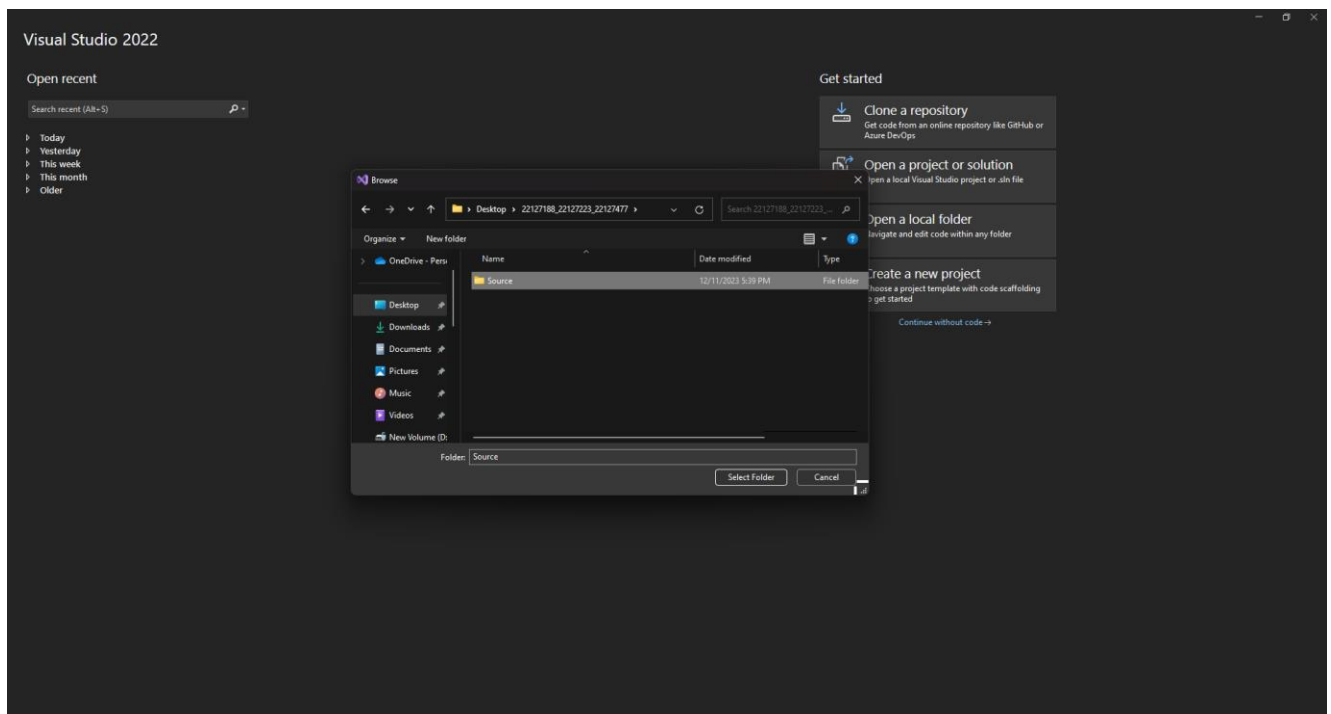 Visual Studio 2022
Open recent
Search recent (Alt+S)
Today
Yesterday
This week
This month
Older
Get started
Clone a repository
Get code from an online repository like GitHub or
Azure DevOps
Open a project or solution
Open a local Visual Studio project or .sln file
Open a local folder
Navigate and edit code within any folder
Create a new project
Choose a project template with code scaffolding
to get started
Continue without code →
Browse
Desktop › 22127188_22127223_22127477 ›
Search 22127188_22127223_...
Organize
New folder
Name Date modified Type
OneDrive - Pers
Source 12/11/2023 5:39 PM File folder
Desktop
Downloads
Documents
Pictures
Music
Videos
New Volume (D:
Folder: Source
Select Folder Cancel